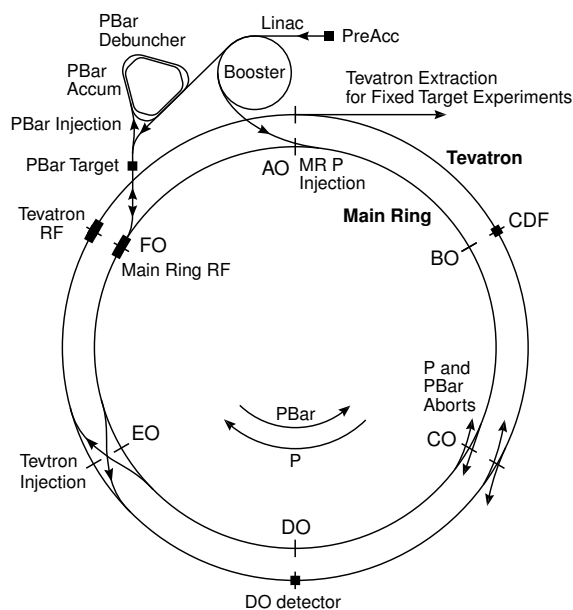 PBar
Debuncher
Linac
PreAcc
PBar
Accum
Booster
Tevatron Extraction
for Fixed Target Experiments
PBar Injection
PBar Target
AO
MR P
Injection
Tevatron
Main Ring
Tevatron
RF
CDF
FO
Main Ring RF
BO
P and
PBar
Aborts
PBar
P
EO
CO
Tevtron
Injection
DO
DO detector